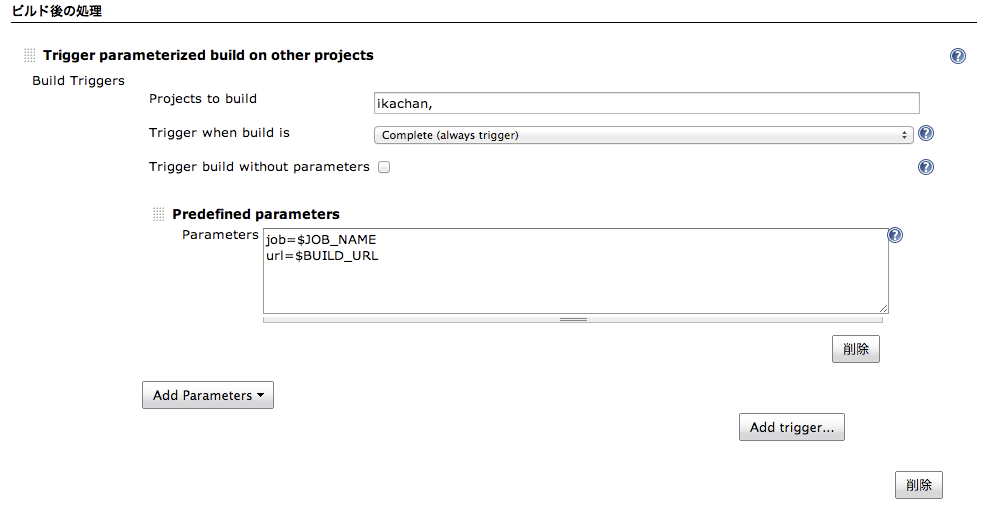 ビルド後の処理
Trigger parameterized build on other projects
Build Triggers
Projects to build
ikachan,
Trigger when build is
Complete (always trigger)
Trigger build without parameters
Predefined parameters
Parameters
job=$JOB_NAME
url=$BUILD_URL
削除
Add Parameters
Add trigger...
削除